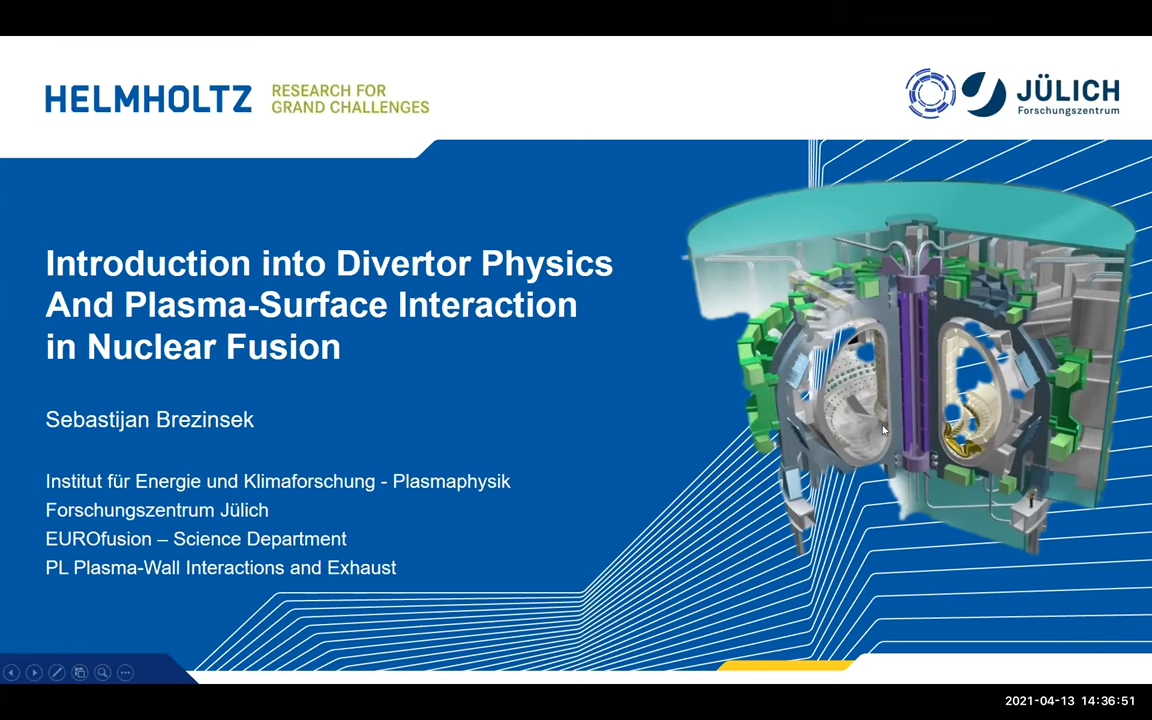 HELMHOLTZ
RESEARCH FOR
GRAND CHALLENGES
JÜLICH
Forschungszentrum
Introduction into Divertor Physics
And Plasma-Surface Interaction
in Nuclear Fusion
Sebastijan Brezinsek
Institut für Energie und Klimaforschung - Plasmaphysik
Forschungszentrum Jülich
EUROfusion – Science Department
PL Plasma-Wall Interactions and Exhaust
2021-04-13 14:36:51